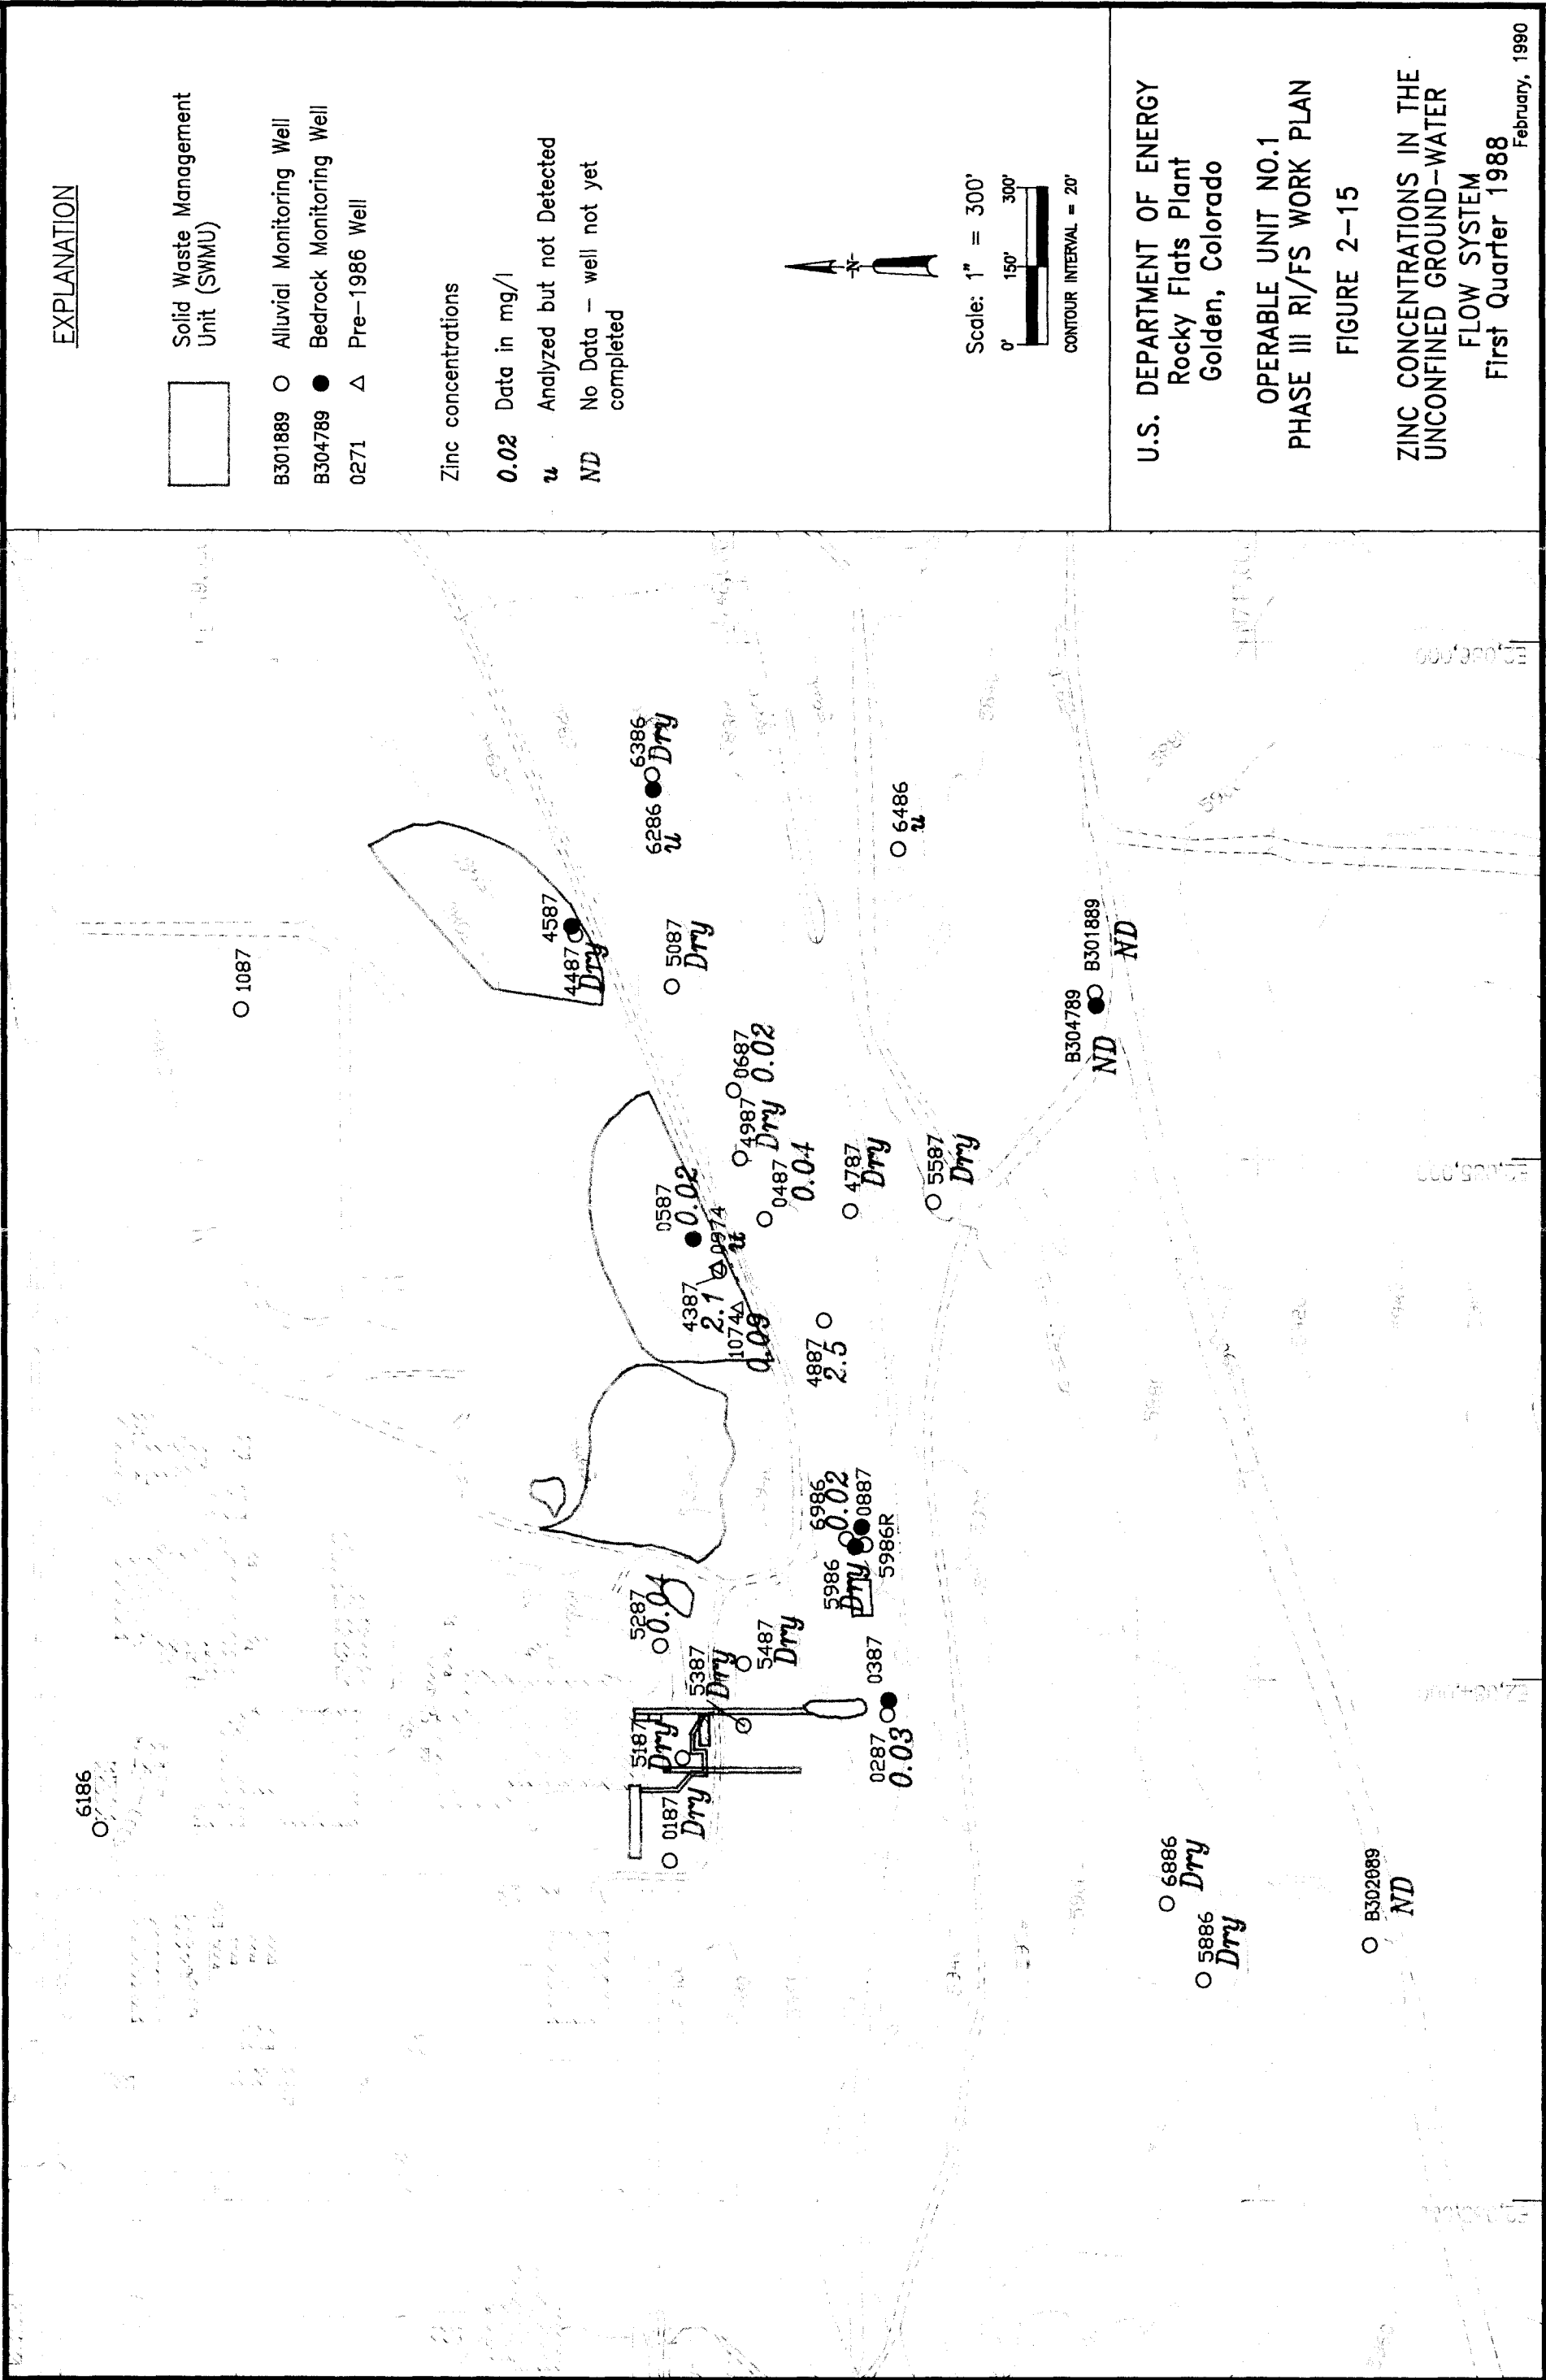 EXPLANATION
Solid Waste Management
Unit (SWMU)
B301889 Alluvial Monitoring Well
B304789 Bedrock Monitoring Well
0271 Pre-1986 Well
Zinc concentrations
0.02 Data in mg/l
u Analyzed but not Detected
ND No Data - well not yet
completed
-N-
Scale: 1" = 300'
0' 150' 300'
CONTOUR INTERVAL = 20'
U.S. DEPARTMENT OF ENERGY
Rocky Flats Plant
Golden, Colorado
OPERABLE UNIT NO.1
PHASE III RI/FS WORK PLAN
FIGURE 2-15
ZINC CONCENTRATIONS IN THE
UNCONFINED GROUND-WATER
FLOW SYSTEM
First Quarter 1988
February, 1990
6186
1087
4587
4487
Dry
6386
Dry
6286
u
5087
Dry
6486
u
0587
0.02
0974
u
4387
2.1
1074
0.09
0687
0.02
4987
Dry
0487
0.04
4787
Dry
5587
Dry
4887
2.5
B304789
ND
B301889
ND
6986
0.02
0887
5986
Dry
5986R
5287
0.04
5387
Dry
5487
Dry
5187
Dry
0187
Dry
0387
0287
0.03
6886
Dry
5886
Dry
B302089
ND